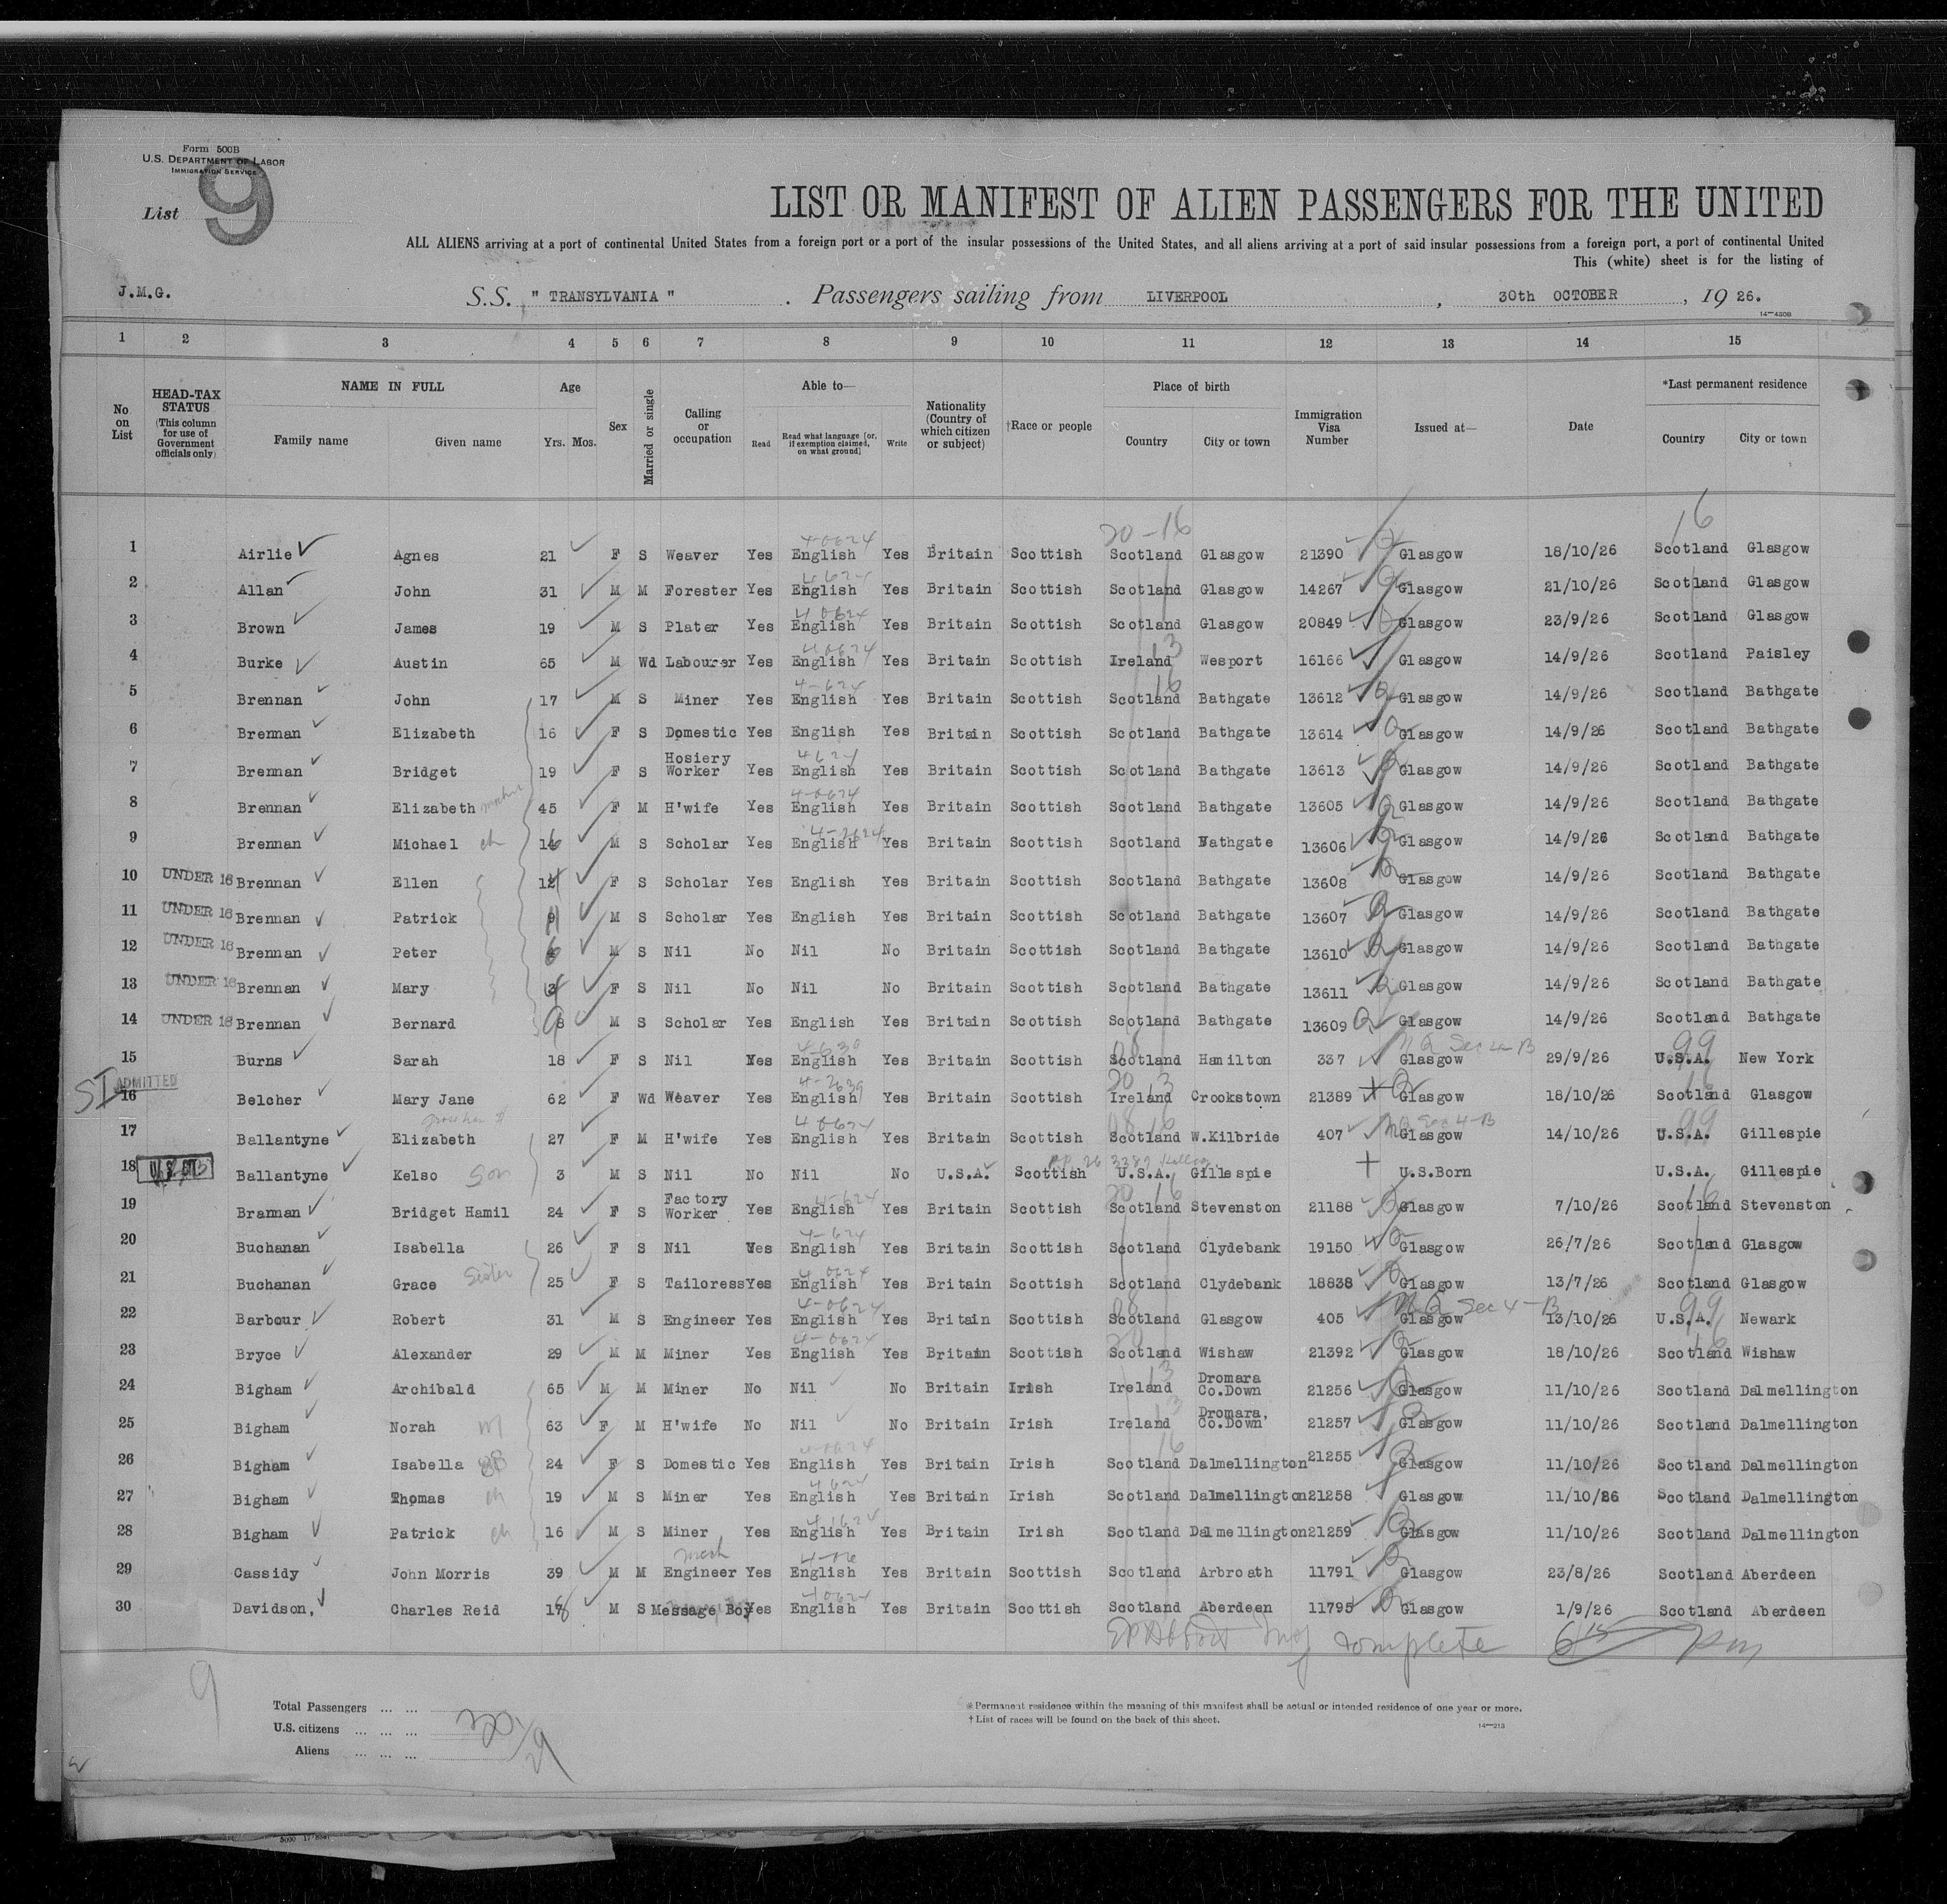 Form 500B
U.S. DEPARTMENT OF LABOR
IMMIGRATION SERVICE
List 9
LIST OR MANIFEST OF ALIEN PASSENGERS FOR THE UNITED
ALL ALIENS arriving at a port of continental United States from a foreign port or a port of the insular possessions of the United States, and all aliens arriving at a port of said insular possessions from a foreign port, a port of continental United
This (white) sheet is for the listing of
J.M.G.
S.S. " TRANSYLVANIA " . Passengers sailing from LIVERPOOL , 30th OCTOBER , 19 26.
14—430B
1 2 3 4 5 6 7 8 9 10 11 12 13 14 15
No on List
HEAD-TAX STATUS (This column for use of Government officials only)
NAME IN FULL
Family name Given name
Age
Yrs. Mos.
Sex
Married or single
Calling or occupation
Able to—
Read
Read what language [or, if exemption claimed, on what ground]
Write
Nationality (Country of which citizen or subject)
†Race or people
Place of birth
Country City or town
Immigration Visa Number
Issued at—
Date
*Last permanent residence
Country City or town
20-16 16
1 Airlie Agnes 21 F S Weaver Yes English Yes Britain Scottish Scotland Glasgow 21390 Glasgow 18/10/26 Scotland Glasgow
2 Allan John 31 M M Forester Yes English Yes Britain Scottish Scotland Glasgow 14267 Glasgow 21/10/26 Scotland Glasgow
3 Brown James 19 M S Plater Yes English Yes Britain Scottish Scotland Glasgow 20849 Glasgow 23/9/26 Scotland Glasgow
4 Burke Austin 65 M Wd Labourer Yes English Yes Britain Scottish Ireland Wesport 16166 Glasgow 14/9/26 Scotland Paisley
5 Brennan John 17 M S Miner Yes English Yes Britain Scottish Scotland Bathgate 13612 Glasgow 14/9/26 Scotland Bathgate
6 Brennan Elizabeth 16 F S Domestic Yes English Yes Britain Scottish Scotland Bathgate 13614 Glasgow 14/9/26 Scotland Bathgate
7 Brennan Bridget 19 F S Hosiery Worker Yes English Yes Britain Scottish Scotland Bathgate 13613 Glasgow 14/9/26 Scotland Bathgate
8 Brennan Elizabeth mother 45 F M H'wife Yes English Yes Britain Scottish Scotland Bathgate 13605 Glasgow 14/9/26 Scotland Bathgate
9 Brennan Michael ch 16 M S Scholar Yes English Yes Britain Scottish Scotland Bathgate 13606 Glasgow 14/9/26 Scotland Bathgate
10 UNDER 16 Brennan Ellen F S Scholar Yes English Yes Britain Scottish Scotland Bathgate 13608 Glasgow 14/9/26 Scotland Bathgate
11 UNDER 16 Brennan Patrick 11 M S Scholar Yes English Yes Britain Scottish Scotland Bathgate 13607 Glasgow 14/9/26 Scotland Bathgate
12 UNDER 16 Brennan Peter 6 M S Nil No Nil No Britain Scottish Scotland Bathgate 13610 Glasgow 14/9/26 Scotland Bathgate
13 UNDER 16 Brennan Mary F S Nil No Nil No Britain Scottish Scotland Bathgate 13611 Glasgow 14/9/26 Scotland Bathgate
14 UNDER 16 Brennan Bernard 9 M S Scholar Yes English Yes Britain Scottish Scotland Bathgate 13609 Glasgow 14/9/26 Scotland Bathgate
15 Burns Sarah 18 F S Nil Yes English Yes Britain Scottish Scotland Hamilton 337 Glasgow 29/9/26 U.S.A. New York
SI ADMITTED
16 Belcher Mary Jane 62 F Wd Weaver Yes English Yes Britain Scottish Ireland Crookstown 21389 Glasgow 18/10/26 Scotland Glasgow
17 Ballantyne Elizabeth 27 F M H'wife Yes English Yes Britain Scottish Scotland W.Kilbride 407 Glasgow 14/10/26 U.S.A. Gillespie
18 Ballantyne Kelso Son 3 M S Nil No Nil No U.S.A. Scottish U.S.A. Gillespie U.S.Born U.S.A. Gillespie
19 Brannan Bridget Hamil 24 F S Factory Worker Yes English Yes Britain Scottish Scotland Stevenston 21188 Glasgow 7/10/26 Scotland Stevenston
20 Buchanan Isabella 26 F S Nil Yes English Yes Britain Scottish Scotland Clydebank 19150 Glasgow 26/7/26 Scotland Glasgow
21 Buchanan Grace Sister 25 F S Tailoress Yes English Yes Britain Scottish Scotland Clydebank 18838 Glasgow 13/7/26 Scotland Glasgow
22 Barbour Robert 31 M S Engineer Yes English Yes Britain Scottish Scotland Glasgow 405 Glasgow 13/10/26 U.S.A. Newark
23 Bryce Alexander 29 M M Miner Yes English Yes Britain Scottish Scotland Wishaw 21392 Glasgow 18/10/26 Scotland Wishaw
24 Bigham Archibald 65 M M Miner No Nil No Britain Irish Ireland Dromara Co.Down 21256 Glasgow 11/10/26 Scotland Dalmellington
25 Bigham Norah m 63 F M H'wife No Nil No Britain Irish Ireland Dromara, Co.Down 21257 Glasgow 11/10/26 Scotland Dalmellington
26 Bigham Isabella 24 F S Domestic Yes English Yes Britain Irish Scotland Dalmellington 21255 Glasgow 11/10/26 Scotland Dalmellington
27 Bigham Thomas ch 19 M S Miner Yes English Yes Britain Irish Scotland Dalmellington 21258 Glasgow 11/10/26 Scotland Dalmellington
28 Bigham Patrick ch 16 M S Miner Yes English Yes Britain Irish Scotland Dalmellington 21259 Glasgow 11/10/26 Scotland Dalmellington
29 Cassidy John Morris 39 M M Engineer Yes English Yes Britain Scottish Scotland Arbroath 11791 Glasgow 23/8/26 Scotland Aberdeen
30 Davidson, Charles Reid M S Message Boy Yes English Yes Britain Scottish Scotland Aberdeen 11795 Glasgow 1/9/26 Scotland Aberdeen
complete
9
Total Passengers ... ...
U.S. citizens ... ... ...
Aliens ... ... ...
*Permanent residence within the meaning of this manifest shall be actual or intended residence of one year or more.
†List of races will be found on the back of this sheet.
14—213